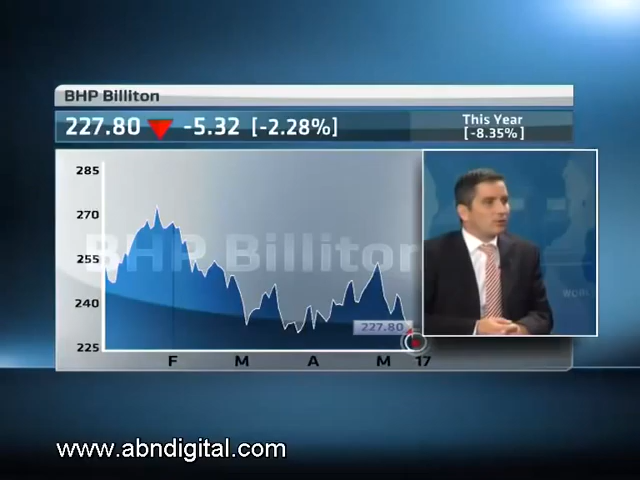 BHP Billiton
227.80 -5.32 [-2.28%]
This Year
[-8.35%]
285
270
255
240
225
BHP Billiton
227.80
F M A M 17
WORL
www.abndigital.com